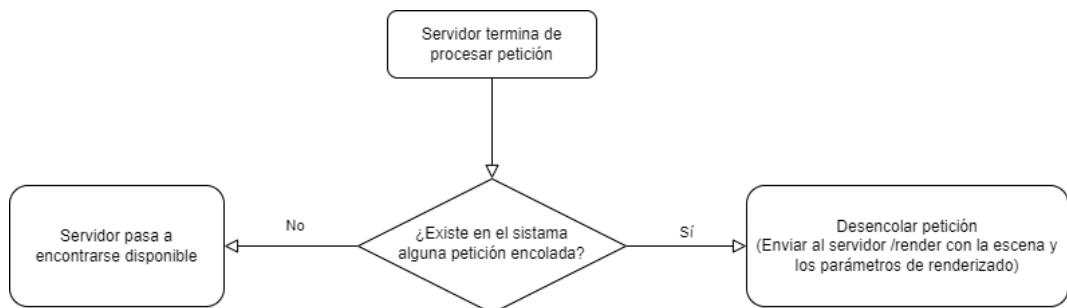 Servidor termina de
procesar petición
No
¿Existe en el sistama
alguna petición encolada?
Sí
Servidor pasa a
encontrarse disponible
Desencolar petición
(Enviar al servidor /render con la escena y
los parámetros de renderizado)